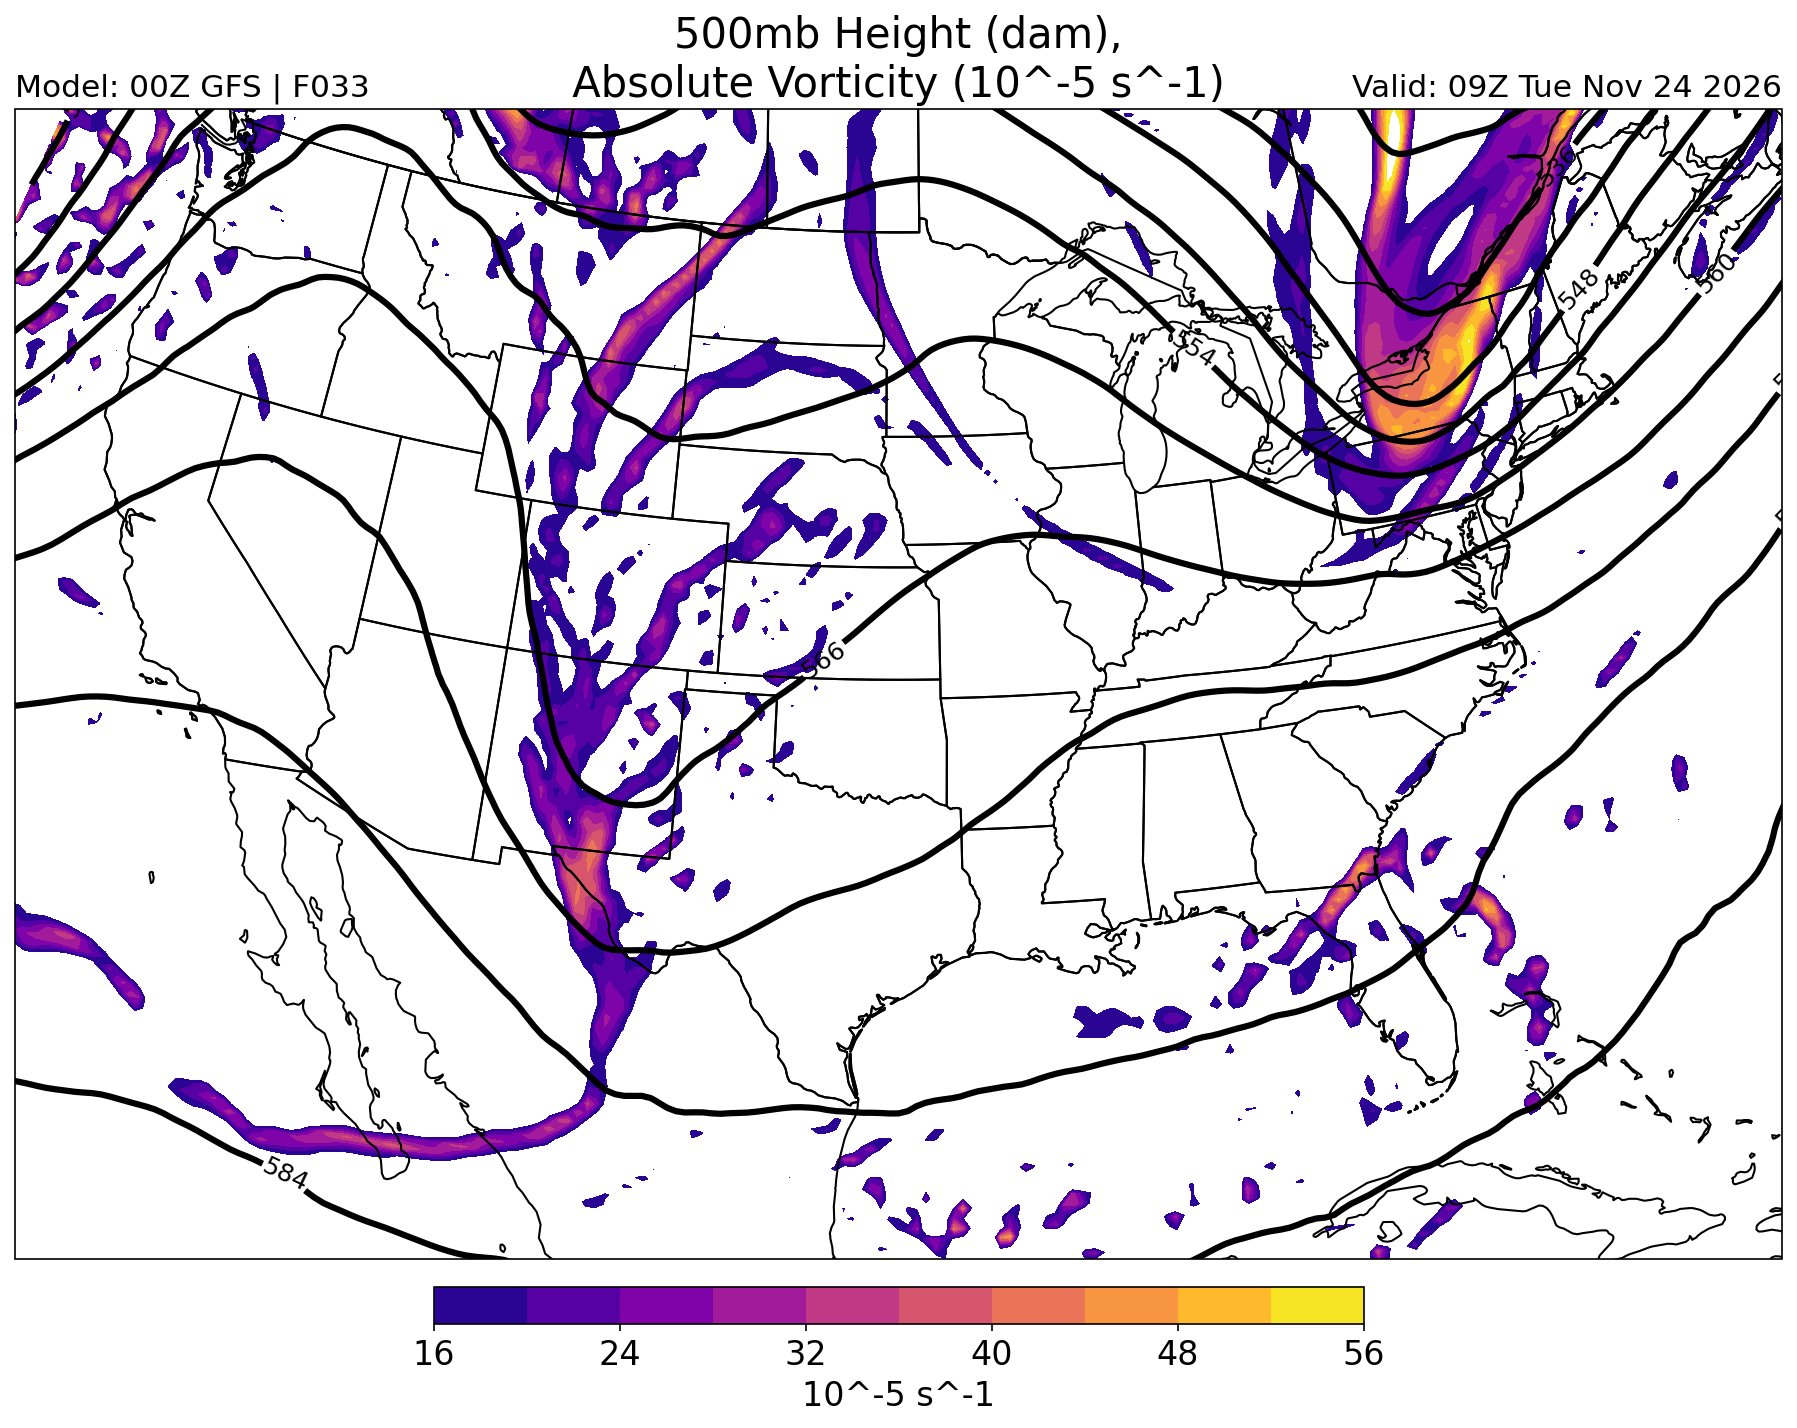 500mb Height (dam),
Absolute Vorticity (10^-5 s^-1)
Model: 00Z GFS | F033
Valid: 09Z Tue Nov 24 2026
536
548
560
554
566
584
16 24 32 40 48 56
10^-5 s^-1